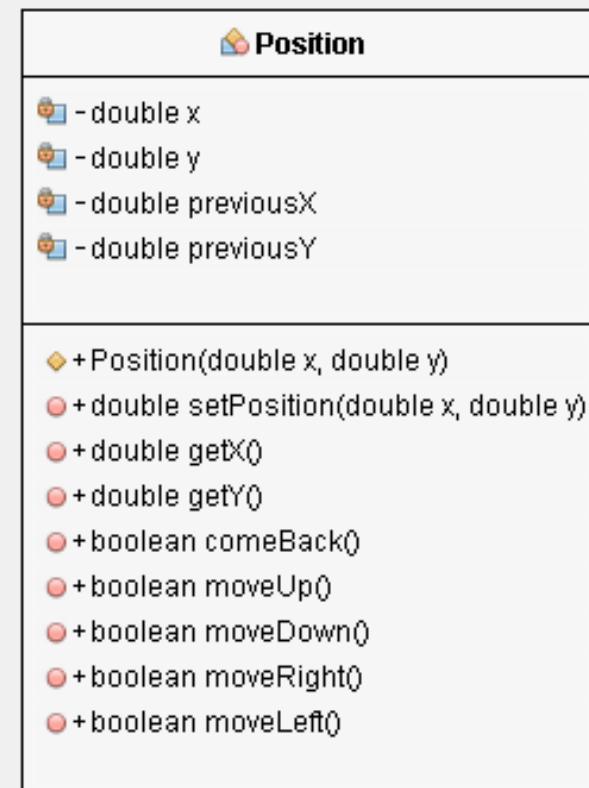 Position
- double x
- double y
- double previousX
- double previousY
+ Position(double x, double y)
+ double setPosition(double x, double y)
+ double getX()
+ double getY()
+ boolean comeBack()
+ boolean moveUp()
+ boolean moveDown()
+ boolean moveRight()
+ boolean moveLeft()